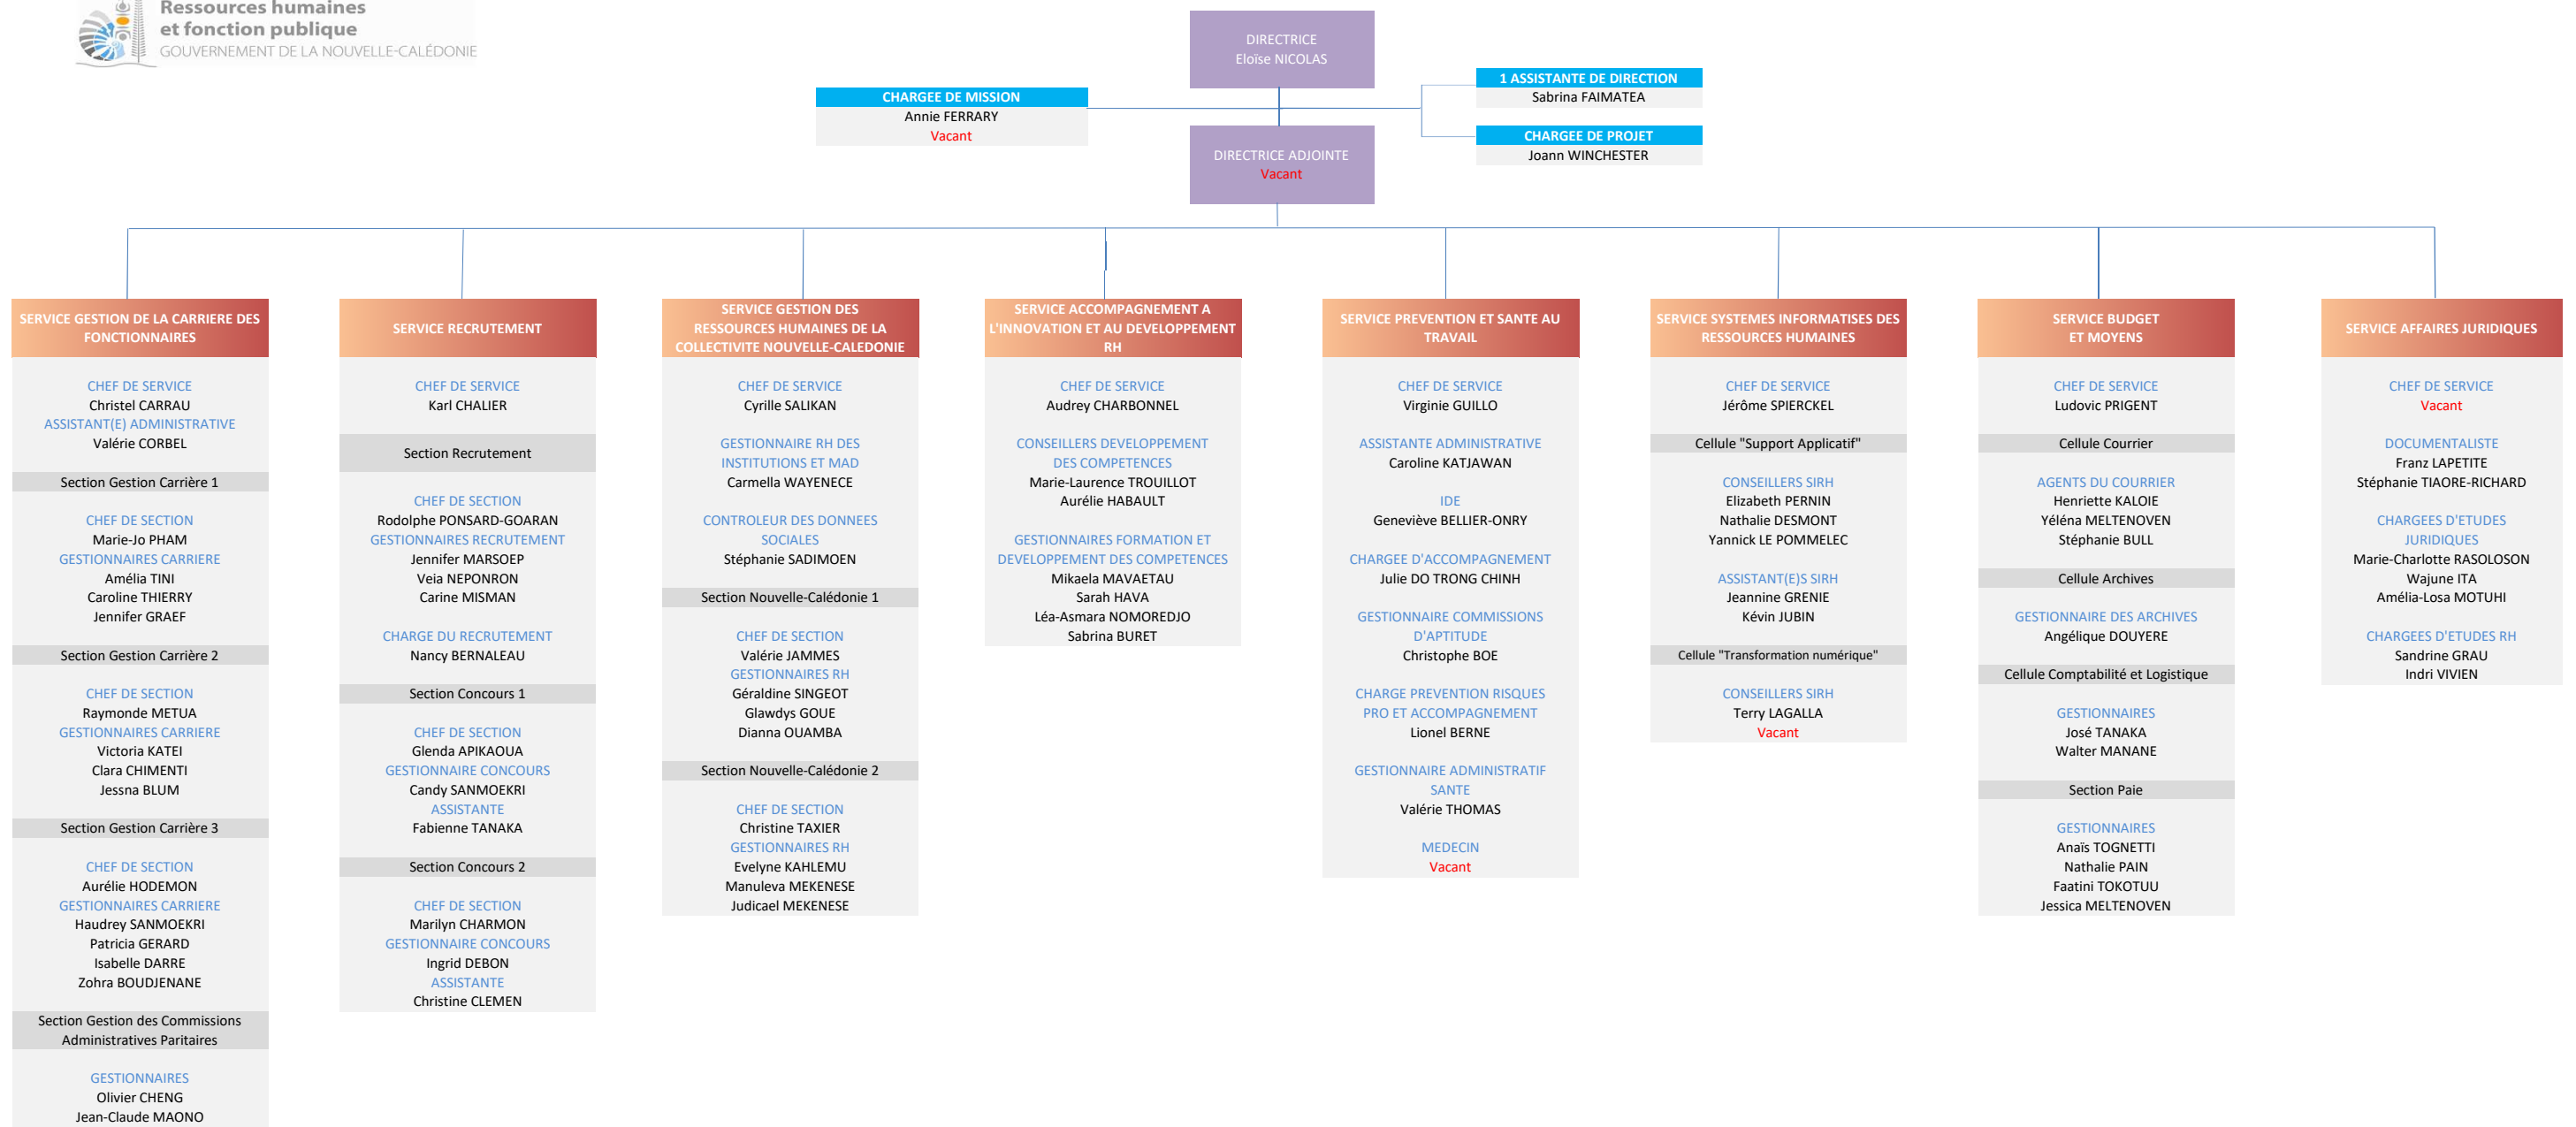 Ressources humaines
et fonction publique
GOUVERNEMENT DE LA NOUVELLE-CALÉDONIE
DIRECTRICE
Eloïse NICOLAS
CHARGEE DE MISSION
Annie FERRARY
Vacant
1 ASSISTANTE DE DIRECTION
Sabrina FAIMATEA
CHARGEE DE PROJET
Joann WINCHESTER
DIRECTRICE ADJOINTE
Vacant
SERVICE GESTION DE LA CARRIERE DES
FONCTIONNAIRES
CHEF DE SERVICE
Christel CARRAU
ASSISTANT(E) ADMINISTRATIVE
Valérie CORBEL
Section Gestion Carrière 1
CHEF DE SECTION
Marie-Jo PHAM
GESTIONNAIRES CARRIERE
Amélia TINI
Caroline THIERRY
Jennifer GRAEF
Section Gestion Carrière 2
CHEF DE SECTION
Raymonde METUA
GESTIONNAIRES CARRIERE
Victoria KATEI
Clara CHIMENTI
Jessna BLUM
Section Gestion Carrière 3
CHEF DE SECTION
Aurélie HODEMON
GESTIONNAIRES CARRIERE
Haudrey SANMOEKRI
Patricia GERARD
Isabelle DARRE
Zohra BOUDJENANE
Section Gestion des Commissions
Administratives Paritaires
GESTIONNAIRES
Olivier CHENG
Jean-Claude MAONO
SERVICE RECRUTEMENT
CHEF DE SERVICE
Karl CHALIER
Section Recrutement
CHEF DE SECTION
Rodolphe PONSARD-GOARAN
GESTIONNAIRES RECRUTEMENT
Jennifer MARSOEP
Veia NEPONRON
Carine MISMAN
CHARGE DU RECRUTEMENT
Nancy BERNALEAU
Section Concours 1
CHEF DE SECTION
Glenda APIKAOUA
GESTIONNAIRE CONCOURS
Candy SANMOEKRI
ASSISTANTE
Fabienne TANAKA
Section Concours 2
CHEF DE SECTION
Marilyn CHARMON
GESTIONNAIRE CONCOURS
Ingrid DEBON
ASSISTANTE
Christine CLEMEN
SERVICE GESTION DES
RESSOURCES HUMAINES DE LA
COLLECTIVITE NOUVELLE-CALEDONIE
CHEF DE SERVICE
Cyrille SALIKAN
GESTIONNAIRE RH DES
INSTITUTIONS ET MAD
Carmella WAYENECE
CONTROLEUR DES DONNEES
SOCIALES
Stéphanie SADIMOEN
Section Nouvelle-Calédonie 1
CHEF DE SECTION
Valérie JAMMES
GESTIONNAIRES RH
Géraldine SINGEOT
Glawdys GOUE
Dianna OUAMBA
Section Nouvelle-Calédonie 2
CHEF DE SECTION
Christine TAXIER
GESTIONNAIRES RH
Evelyne KAHLEMU
Manuleva MEKENESE
Judicael MEKENESE
SERVICE ACCOMPAGNEMENT A
L'INNOVATION ET AU DEVELOPPEMENT
RH
CHEF DE SERVICE
Audrey CHARBONNEL
CONSEILLERS DEVELOPPEMENT
DES COMPETENCES
Marie-Laurence TROUILLOT
Aurélie HABAULT
GESTIONNAIRES FORMATION ET
DEVELOPPEMENT DES COMPETENCES
Mikaela MAVAETAU
Sarah HAVA
Léa-Asmara NOMOREDJO
Sabrina BURET
SERVICE PREVENTION ET SANTE AU
TRAVAIL
CHEF DE SERVICE
Virginie GUILLO
ASSISTANTE ADMINISTRATIVE
Caroline KATJAWAN
IDE
Geneviève BELLIER-ONRY
CHARGEE D'ACCOMPAGNEMENT
Julie DO TRONG CHINH
GESTIONNAIRE COMMISSIONS
D'APTITUDE
Christophe BOE
CHARGE PREVENTION RISQUES
PRO ET ACCOMPAGNEMENT
Lionel BERNE
GESTIONNAIRE ADMINISTRATIF
SANTE
Valérie THOMAS
MEDECIN
Vacant
SERVICE SYSTEMES INFORMATISES DES
RESSOURCES HUMAINES
CHEF DE SERVICE
Jérôme SPIERCKEL
Cellule "Support Applicatif"
CONSEILLERS SIRH
Elizabeth PERNIN
Nathalie DESMONT
Yannick LE POMMELEC
ASSISTANT(E)S SIRH
Jeannine GRENIE
Kévin JUBIN
Cellule "Transformation numérique"
CONSEILLERS SIRH
Terry LAGALLA
Vacant
SERVICE BUDGET
ET MOYENS
CHEF DE SERVICE
Ludovic PRIGENT
Cellule Courrier
AGENTS DU COURRIER
Henriette KALOIE
Yéléna MELTENOVEN
Stéphanie BULL
Cellule Archives
GESTIONNAIRE DES ARCHIVES
Angélique DOUYERE
Cellule Comptabilité et Logistique
GESTIONNAIRES
José TANAKA
Walter MANANE
Section Paie
GESTIONNAIRES
Anaïs TOGNETTI
Nathalie PAIN
Faatini TOKOTUU
Jessica MELTENOVEN
SERVICE AFFAIRES JURIDIQUES
CHEF DE SERVICE
Vacant
DOCUMENTALISTE
Franz LAPETITE
Stéphanie TIAORE-RICHARD
CHARGEES D'ETUDES
JURIDIQUES
Marie-Charlotte RASOLOSON
Wajune ITA
Amélia-Losa MOTUHI
CHARGEES D'ETUDES RH
Sandrine GRAU
Indri VIVIEN